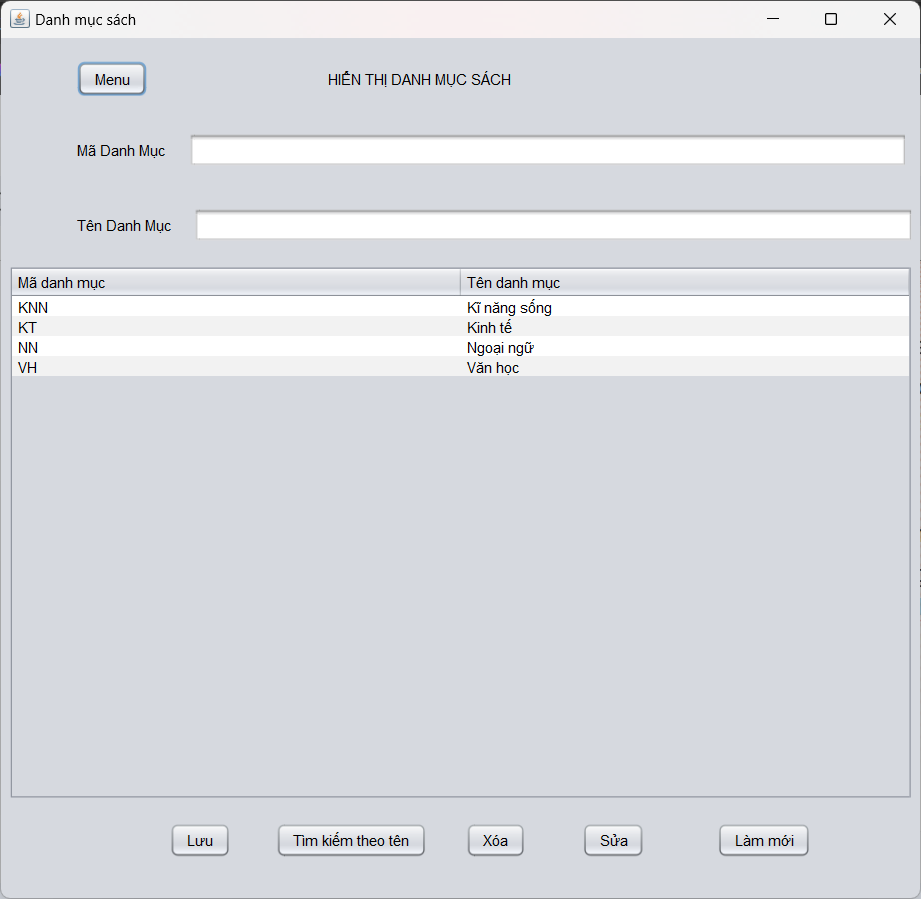 Danh mục sách
Menu HIỂN THỊ DANH MỤC SÁCH
Mã Danh Mục
Tên Danh Mục
Mã danh mục Tên danh mục
KNN Kĩ năng sống
KT Kinh tế
NN Ngoại ngữ
VH Văn học
Lưu Tìm kiếm theo tên Xóa Sửa Làm mới